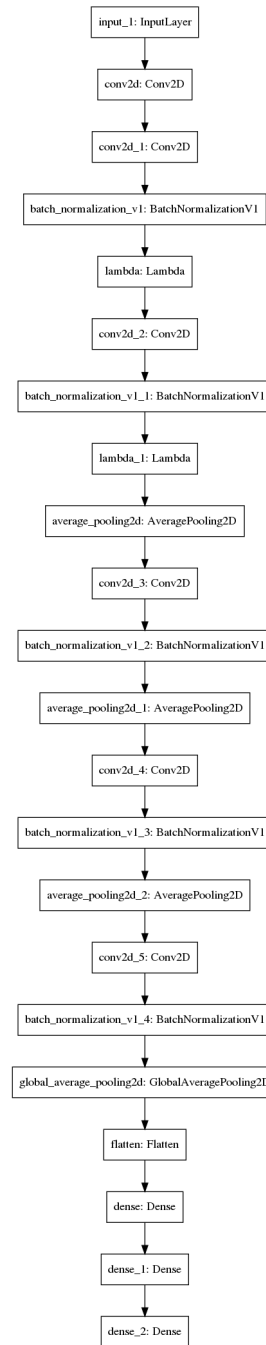 input_1: InputLayer
conv2d: Conv2D
conv2d_1: Conv2D
batch_normalization_v1: BatchNormalizationV1
lambda: Lambda
conv2d_2: Conv2D
batch_normalization_v1_1: BatchNormalizationV1
lambda_1: Lambda
average_pooling2d: AveragePooling2D
conv2d_3: Conv2D
batch_normalization_v1_2: BatchNormalizationV1
average_pooling2d_1: AveragePooling2D
conv2d_4: Conv2D
batch_normalization_v1_3: BatchNormalizationV1
average_pooling2d_2: AveragePooling2D
conv2d_5: Conv2D
batch_normalization_v1_4: BatchNormalizationV1
global_average_pooling2d: GlobalAveragePooling2D
flatten: Flatten
dense: Dense
dense_1: Dense
dense_2: Dense